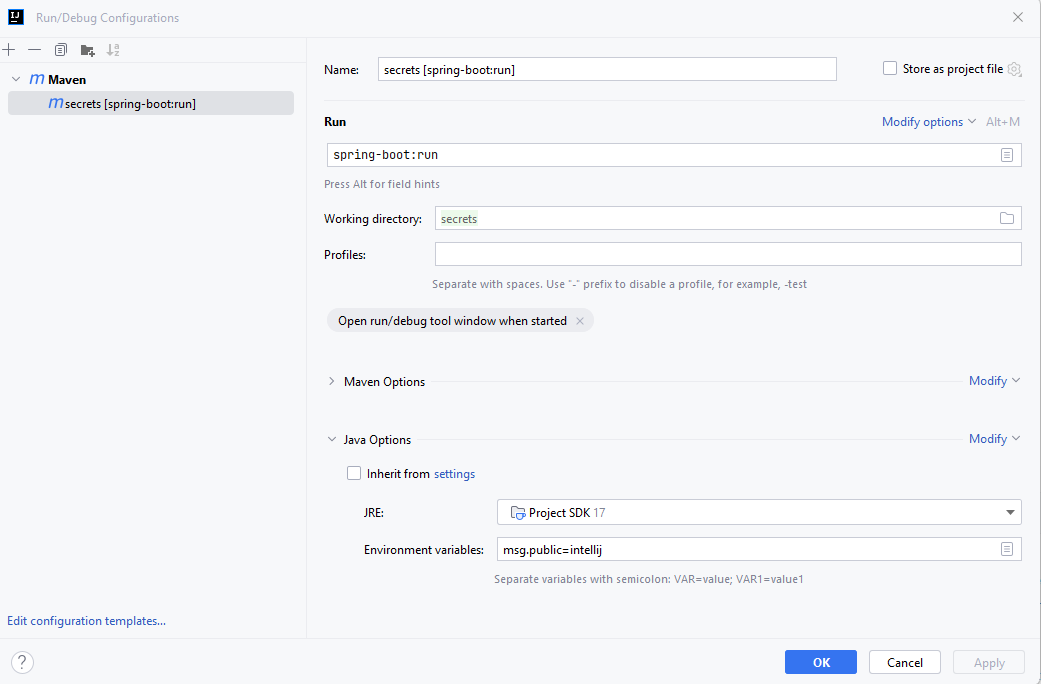 Run/Debug Configurations
Maven
secrets [spring-boot:run]
Edit configuration templates...
Name: secrets [spring-boot:run] Store as project file
Run Modify options Alt+M
spring-boot:run
Press Alt for field hints
Working directory: secrets
Profiles:
Separate with spaces. Use "-" prefix to disable a profile, for example, -test
Open run/debug tool window when started
Maven Options Modify
Java Options Modify
Inherit from settings
JRE: Project SDK 17
Environment variables: msg.public=intellij
Separate variables with semicolon: VAR=value; VAR1=value1
? OK Cancel Apply